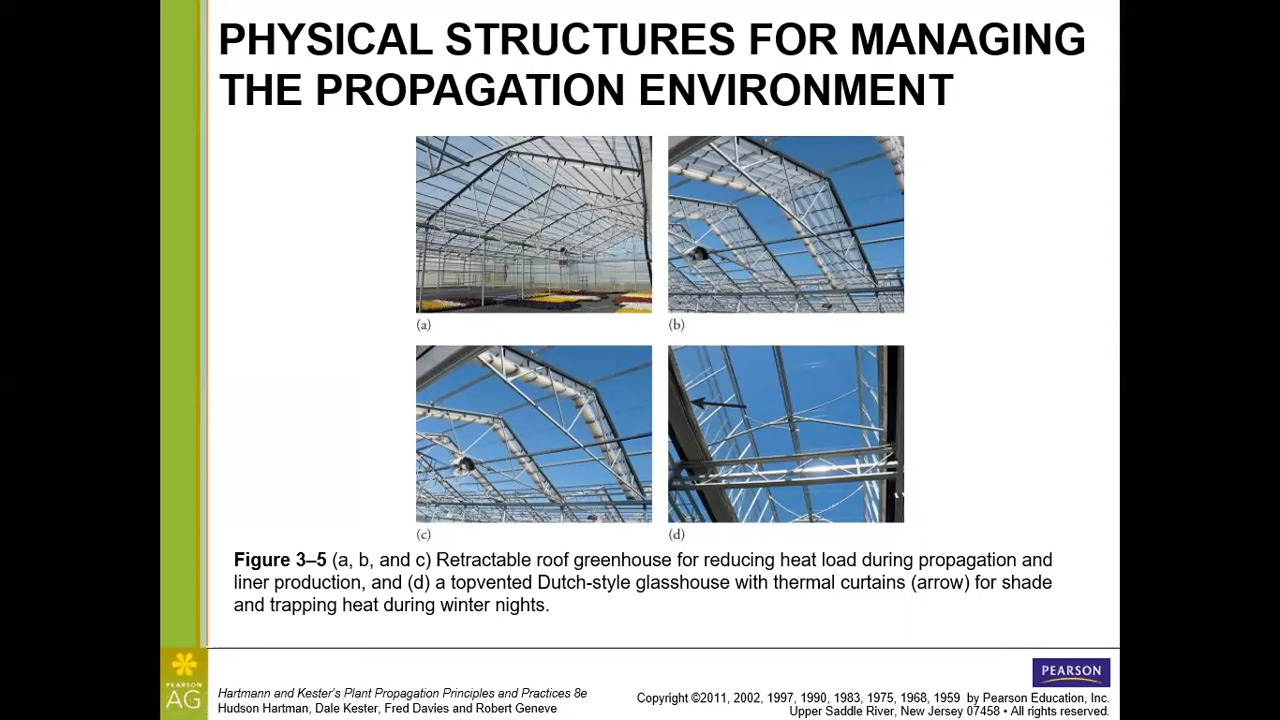 PHYSICAL STRUCTURES FOR MANAGING
THE PROPAGATION ENVIRONMENT
(a)
(b)
(c)
(d)
Figure 3–5 (a, b, and c) Retractable roof greenhouse for reducing heat load during propagation and
liner production, and (d) a topvented Dutch-style glasshouse with thermal curtains (arrow) for shade
and trapping heat during winter nights.
PEARSON
AG
Hartmann and Kester's Plant Propagation Principles and Practices 8e
Hudson Hartman, Dale Kester, Fred Davies and Robert Geneve
PEARSON
Copyright ©2011, 2002, 1997, 1990, 1983, 1975, 1968, 1959 by Pearson Education, Inc.
Upper Saddle River, New Jersey 07458 • All rights reserved.